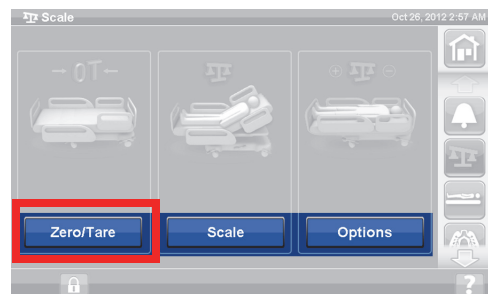 Scale
Oct 26, 2012 2:57 AM
→ 0T ←
Zero/Tare
Scale
Options
?